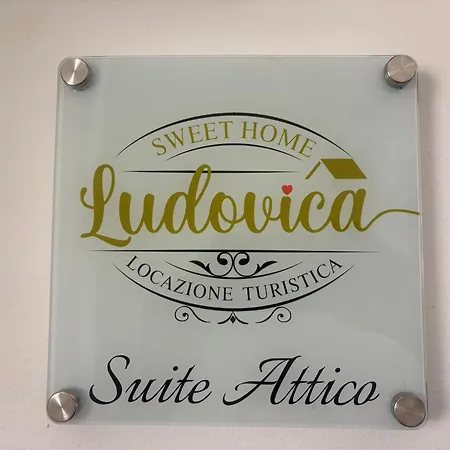 SWEET HOME
Ludovica
LOCAZIONE TURISTICA
Suite Attico